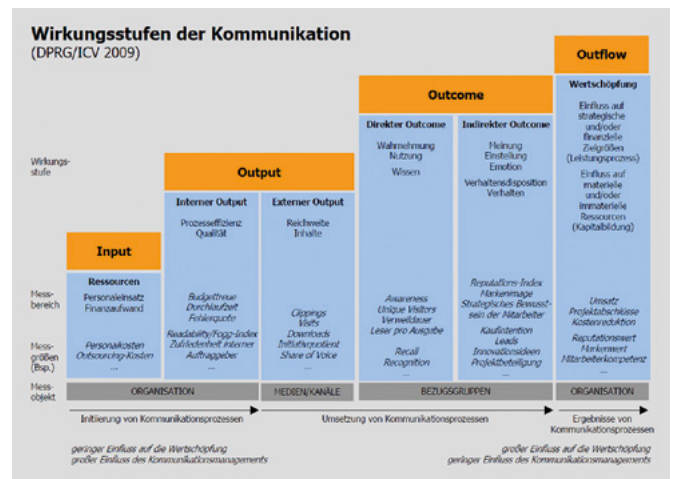 Wirkungsstufen der Kommunikation
(DPRG/ICV 2009)
Wirkungs-
stufe
Mess-
bereich
Mess-
größen
(Bsp.)
Mess-
objekt
Input
Ressourcen
Personaleinsatz
Finanzaufwand
Personalkosten
Outsourcing-Kosten
...
Output
Interner Output
Prozesseffizienz
Qualität
Budgettreue
Durchlaufzeit
Fehlerquote
Readability/Fogg-Index
Zufriedenheit interner
Auftraggeber
...
Externer Output
Reichweite
Inhalte
Clippings
Visits
Downloads
Initiativquotient
Share of Voice
...
Outcome
Direkter Outcome
Wahrnehmung
Nutzung
Wissen
Awareness
Unique Visitors
Verweildauer
Leser pro Ausgabe
Recall
Recognition
...
Indirekter Outcome
Meinung
Einstellung
Emotion
Verhaltensdisposition
Verhalten
Reputations-Index
Markenimage
Strategisches Bewusst-
sein der Mitarbeiter
Kaufintention
Leads
Innovationsideen
Projektbeteiligung
...
Outflow
Wertschöpfung
Einfluss auf
strategische
und/oder
finanzielle
Zielgrößen
(Leistungsprozess)
Einfluss auf
materielle
und/oder
immaterielle
Ressourcen
(Kapitalbildung)
Umsatz
Projektabschlüsse
Kostenreduktion
Reputationswert
Markenwert
Mitarbeiterkompetenz
...
ORGANISATION
MEDIEN/KANÄLE
BEZUGSGRUPPEN
ORGANISATION
Initiierung von Kommunikationsprozessen
Umsetzung von Kommunikationsprozessen
Ergebnisse von
Kommunikationsprozessen
geringer Einfluss auf die Wertschöpfung
großer Einfluss des Kommunikationsmanagements
großer Einfluss auf die Wertschöpfung
geringer Einfluss des Kommunikationsmanagements